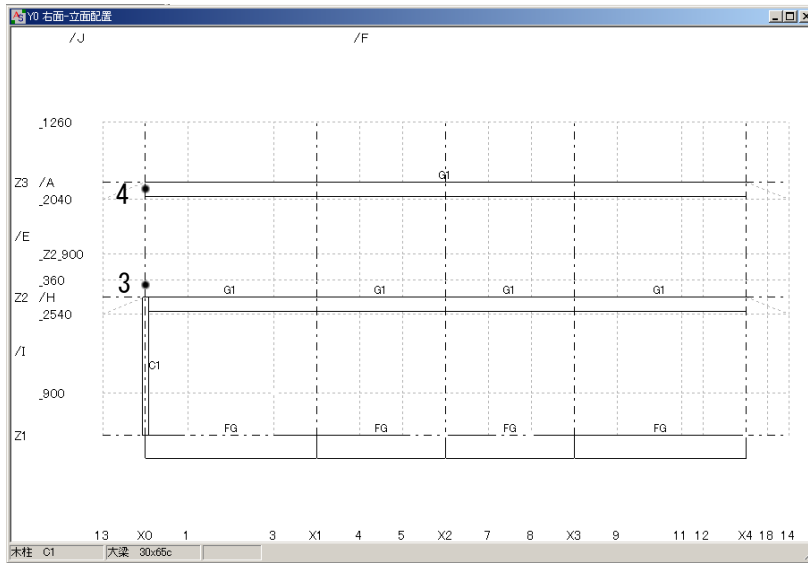 Y0 右面-立面配置
/J /F
_1260
Z3 /A G1
4
_2040
/E
_Z2_900
_360
3
G1 G1 G1 G1
Z2 /H
_2540
/I
C1
_900
FG FG FG FG
Z1
13 X0 1 3 X1 4 5 X2 7 8 X3 9 11 12 X4 18 14
木柱 C1 大梁 30x65c